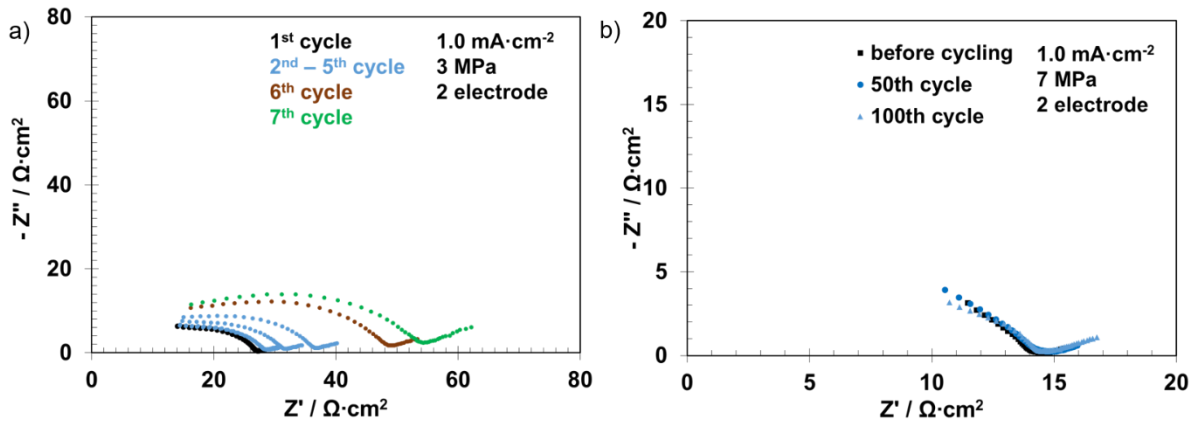 a)
80
60
40
20
0
- Z'' / Ω·cm²
1st cycle
2nd – 5th cycle
6th cycle
7th cycle
1.0 mA·cm-2
3 MPa
2 electrode
0 20 40 60 80
Z' / Ω·cm²
b)
20
15
10
5
0
- Z'' / Ω·cm²
before cycling
50th cycle
100th cycle
1.0 mA·cm-2
7 MPa
2 electrode
0 5 10 15 20
Z' / Ω·cm²